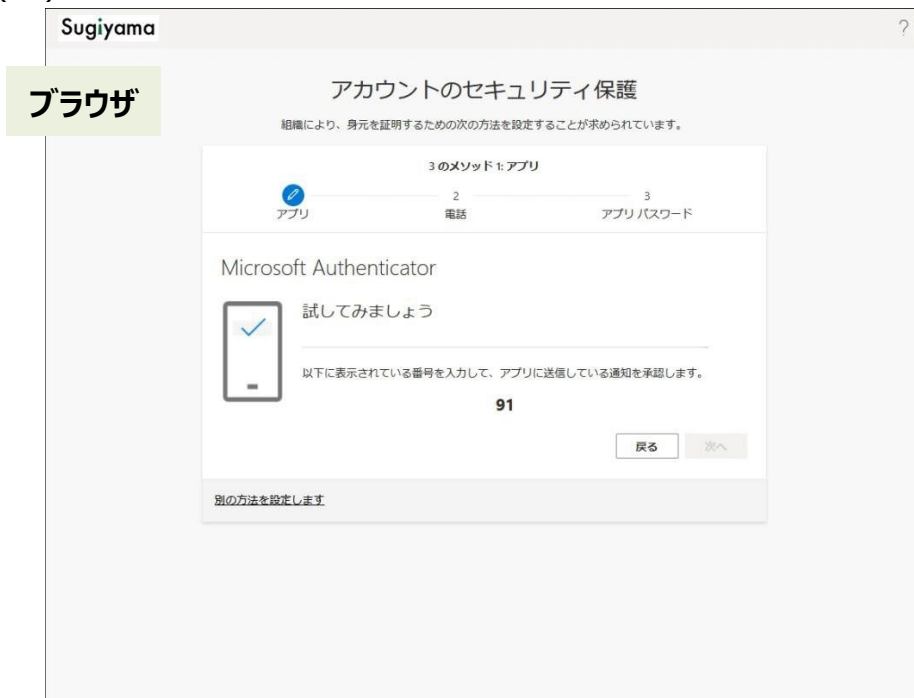 Sugiyama
?
ブラウザ
アカウントのセキュリティ保護
組織により、身元を証明するための次の方法を設定することが求められています。
3 のメソッド 1: アプリ
2
3
アプリ
電話
アプリ パスワード
Microsoft Authenticator
試してみましょう
以下に表示されている番号を入力して、アプリに送信している通知を承認します。
91
戻る
次へ
別の方法を設定します